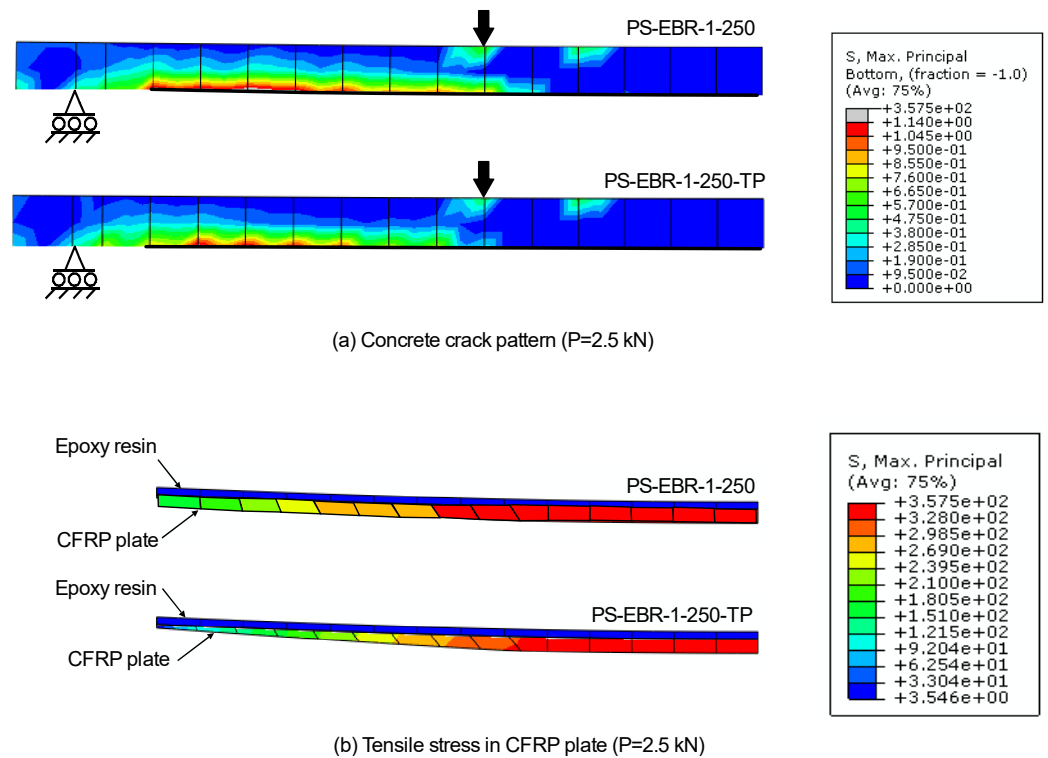 PS-EBR-1-250
S, Max. Principal
Bottom, (fraction = -1.0)
(Avg: 75%)
+3.575e+02
+1.140e+00
+1.045e+00
+9.500e-01
+8.550e-01
+7.600e-01
+6.650e-01
+5.700e-01
+4.750e-01
+3.800e-01
+2.850e-01
+1.900e-01
+9.500e-02
+0.000e+00
PS-EBR-1-250-TP
(a) Concrete crack pattern (P=2.5 kN)
Epoxy resin
PS-EBR-1-250
CFRP plate
Epoxy resin
PS-EBR-1-250-TP
CFRP plate
S, Max. Principal
(Avg: 75%)
+3.575e+02
+3.280e+02
+2.985e+02
+2.690e+02
+2.395e+02
+2.100e+02
+1.805e+02
+1.510e+02
+1.215e+02
+9.204e+01
+6.254e+01
+3.304e+01
+3.546e+00
(b) Tensile stress in CFRP plate (P=2.5 kN)